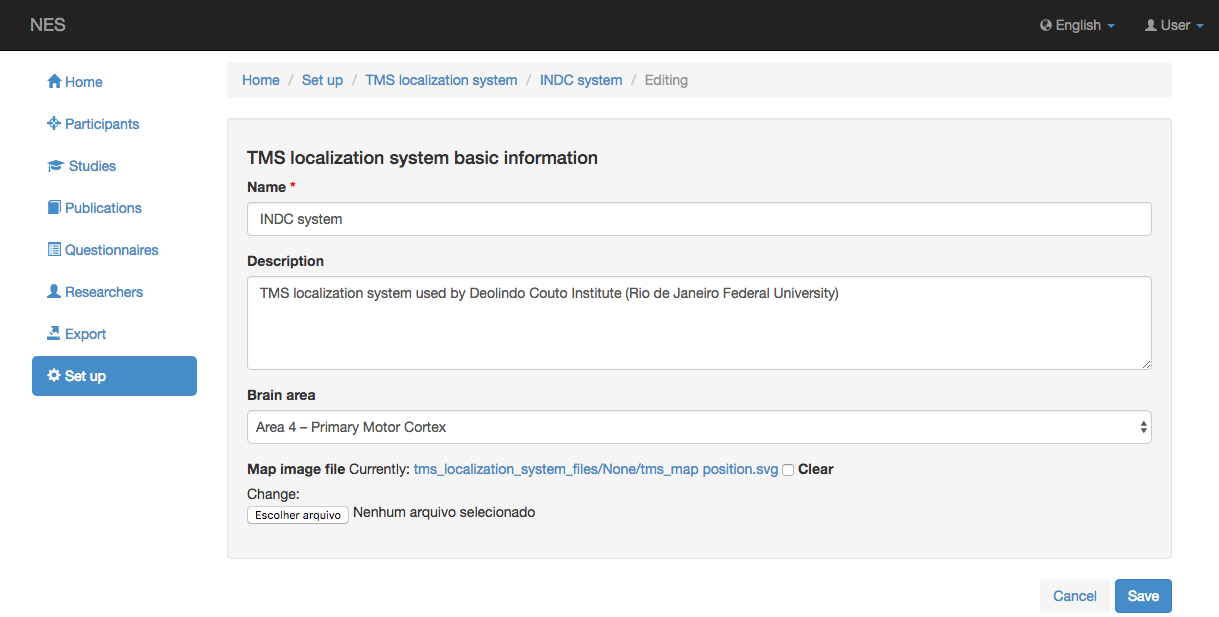 NES English User
Home
Participants
Studies
Publications
Questionnaires
Researchers
Export
Set up
Home / Set up / TMS localization system / INDC system / Editing
TMS localization system basic information
Name *
INDC system
Description
TMS localization system used by Deolindo Couto Institute (Rio de Janeiro Federal University)
Brain area
Area 4 – Primary Motor Cortex
Map image file Currently: tms_localization_system_files/None/tms_map position.svg Clear
Change:
Escolher arquivo Nenhum arquivo selecionado
Cancel Save